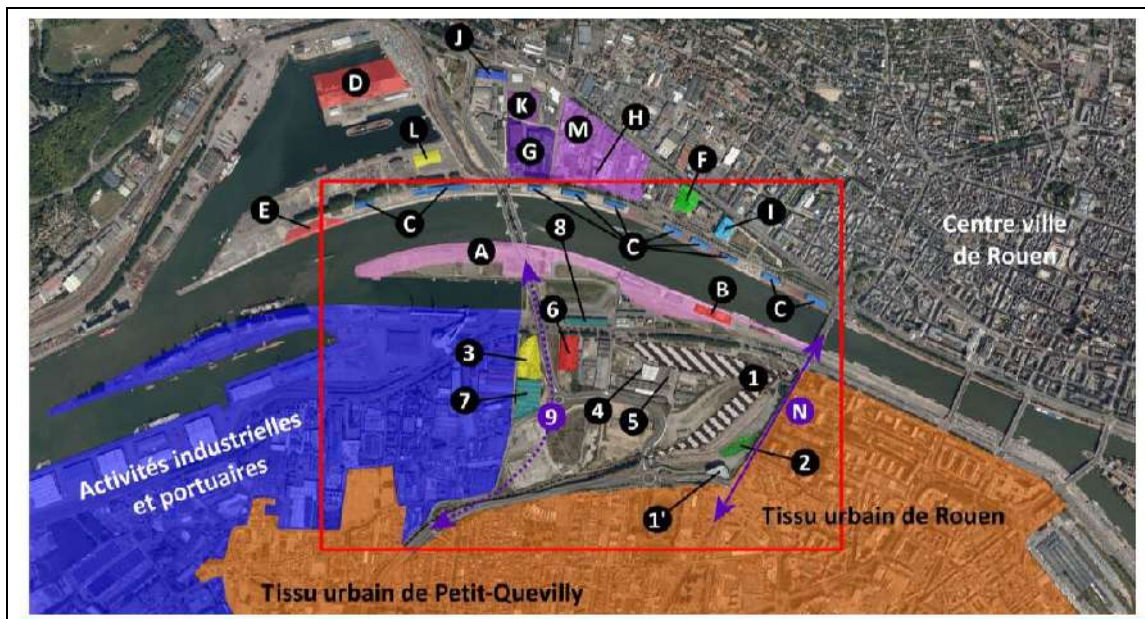 J
D
K
M
H
G
L
F
I
E
C
C
8
Centre ville
de Rouen
A
C
B
6
3
1
7
4
5
9
N
2
1'
Activités industrielles
et portuaires
Tissu urbain de Rouen
Tissu urbain de Petit-Quevilly